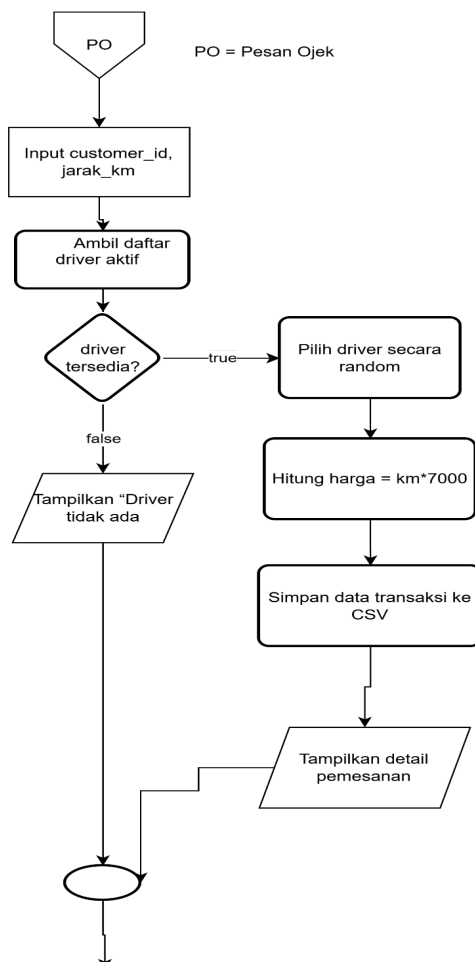 PO
PO = Pesan Ojek
Input customer_id,
jarak_km
Ambil daftar
driver aktif
driver
tersedia?
true
Pilih driver secara
random
false
Hitung harga = km*7000
Tampilkan “Driver
tidak ada
Simpan data transaksi ke
CSV
Tampilkan detail
pemesanan